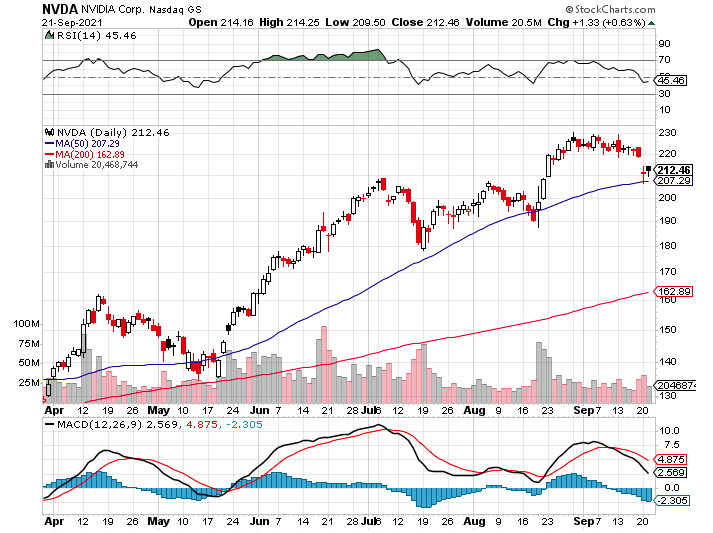 NVDA NVIDIA Corp. Nasdaq GS © StockCharts.com
21-Sep-2021 Open 214.16 High 214.25 Low 209.50 Close 212.46 Volume 20.5M Chg +1.33 (+0.63%)
RSI(14) 45.46
90
70
50
45.46
30
10
NVDA (Daily) 212.46
MA(50) 207.29
MA(200) 162.89
Volume 20,468,744
230
220
212.46
207.29
200
190
180
170
162.89
160
150
140
130
100M
75M
50M
25M
2046874
Apr 12 19 26 May 10 17 24 Jun 7 14 21 28 Jul 6 12 19 26 Aug 9 16 23 Sep 7 13 20
MACD(12,26,9) 2.569, 4.875, -2.305
10.0
7.5
4.875
2.569
0.0
-2.305
Apr 12 19 26 May 10 17 24 Jun 7 14 21 28 Jul 6 12 19 26 Aug 9 16 23 Sep 7 13 20